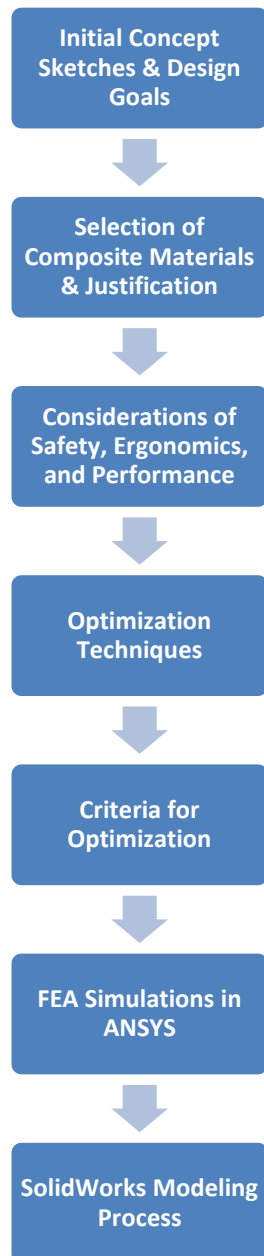 Initial Concept
Sketches & Design
Goals
Selection of
Composite Materials
& Justification
Considerations of
Safety, Ergonomics,
and Performance
Optimization
Techniques
Criteria for
Optimization
FEA Simulations in
ANSYS
SolidWorks Modeling
Process